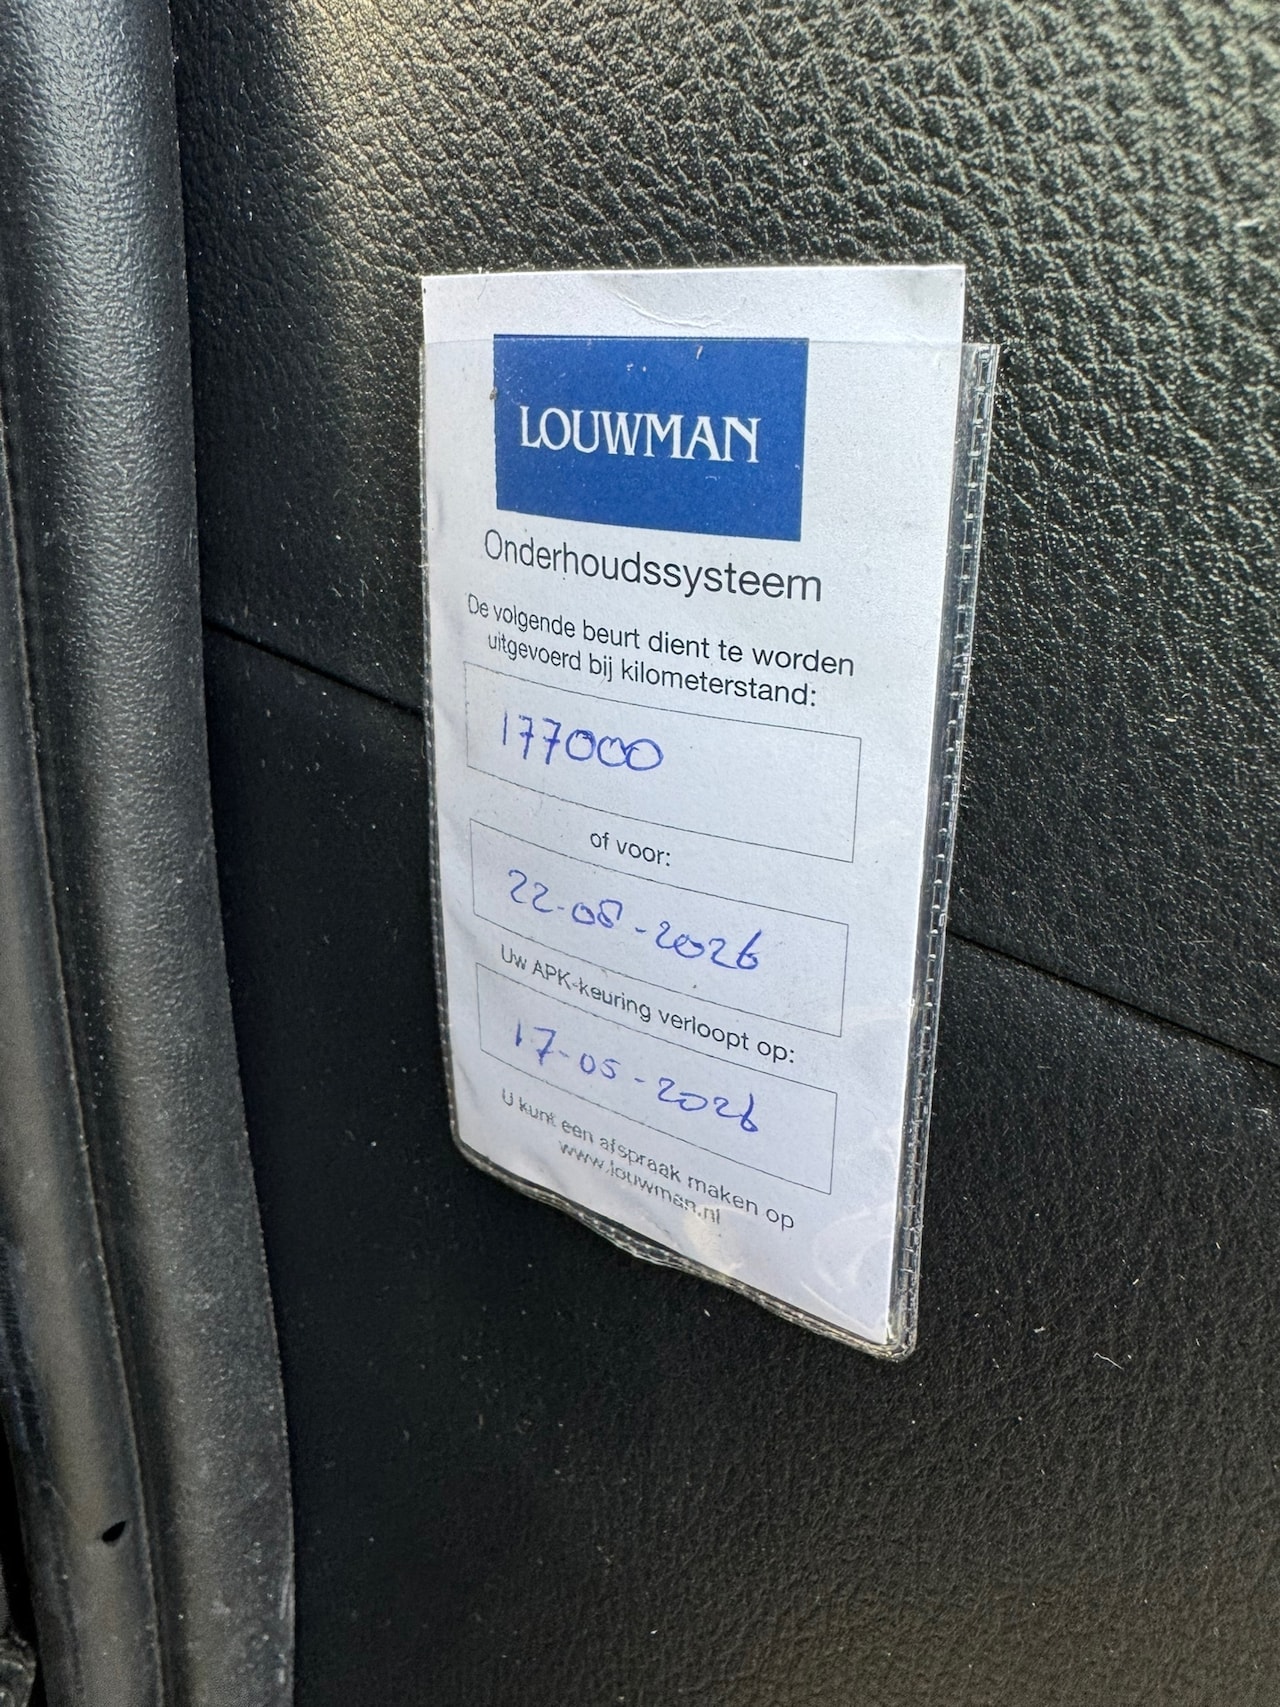 LOUWMAN
Onderhoudssysteem
De volgende beurt dient te worden
uitgevoerd bij kilometerstand:
177000
of voor:
22-08-2026
Uw APK-keuring verloopt op:
17-05-2026
U kunt een afspraak maken op
www.louwman.nl